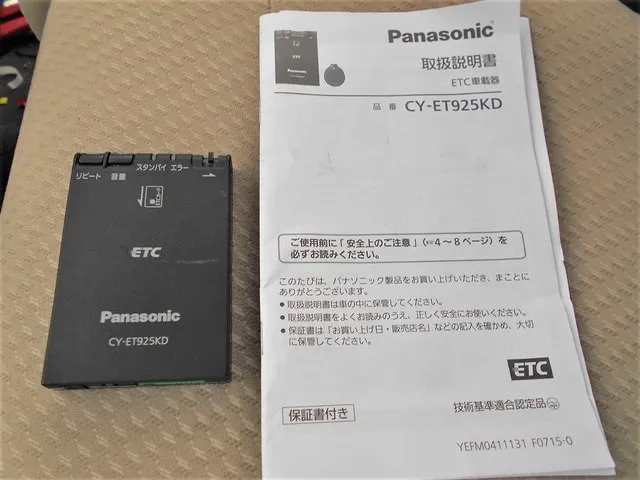 リピート 音量 スタンバイ エラー
ETC
Panasonic
CY-ET925KD
Panasonic
取扱説明書
ETC車載器
品番 CY-ET925KD
ご使用前に「安全上のご注意」(☞4～8ページ)を
必ずお読みください。
このたびは、パナソニック製品をお買い上げいただき、まことに
ありがとうございます。
●取扱説明書は車の中に保管してください。
●取扱説明書をよくお読みのうえ、正しく安全にお使いください。
●保証書は「お買い上げ日・販売店名」などの記入を確かめ、大切
に保管してください。
ETC
保証書付き
技術基準適合認定品
YEFM0411131 F0715-0